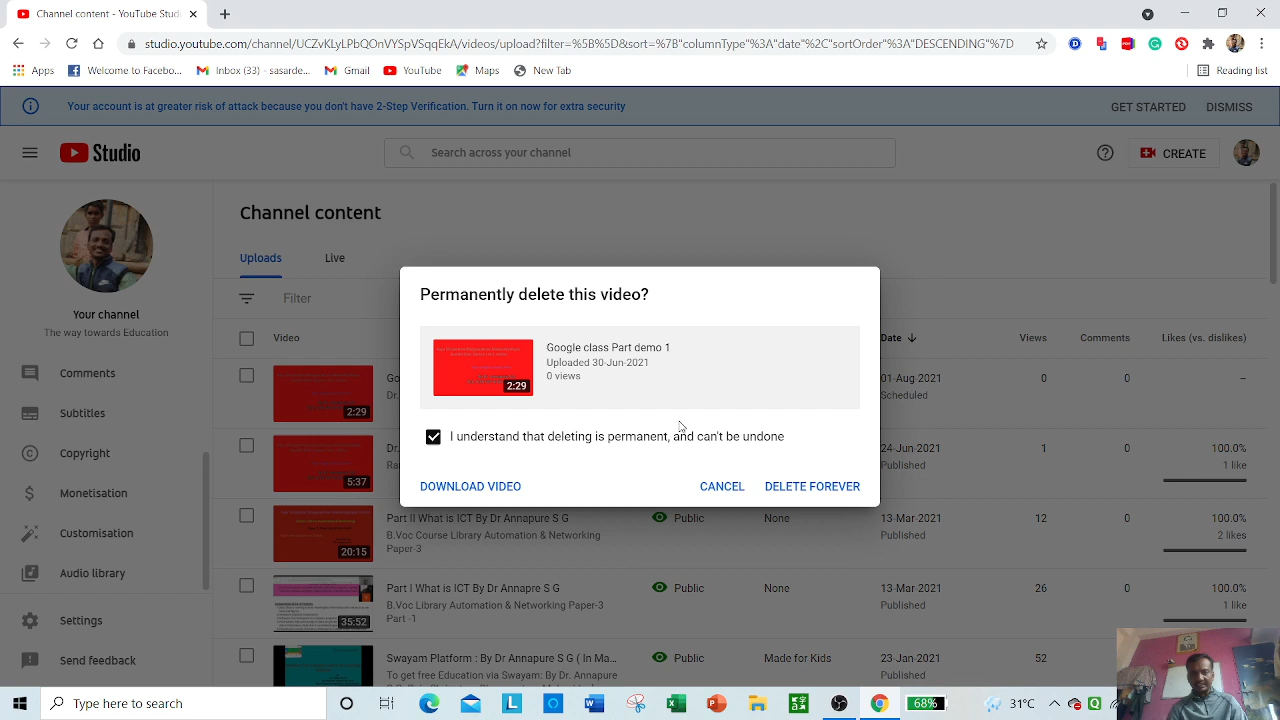 Channel content - YouTube Studio
studio.youtube.com/channel/UCZvKLyPbLOpOnVYSpVBrsqQ/videos/upload?filter=%5B%5D&sort=%7B"columnType"%3A"date"%2C"sortOrder"%3A"DESCENDING"%7D
Apps
Welcome to Facebo...
Inbox (33) - sasarde...
Gmail
YouTube
Maps
New Tab
Reading list
Your account is at greater risk of attack because you don't have 2-Step Verification. Turn it on now for extra security
GET STARTED
DISMISS
Studio
Search across your channel
CREATE
Channel content
Uploads
Live
Your channel
The way towards Education
Filter
Comments
Subtitles
Copyright
Monetisation
Customisation
Audio library
Settings
Send feedback
Video
Date
Views
Comments
Likes (vs. dislikes)
2:29
01-Aug 2021
Scheduled
0
0
–
5:37
24-Jun-2021
Published
1
0
100.0%
1 like
Permanently delete this video?
2:29
Google class Part demo 1
Uploaded 30-Jun-2021
0 views
I understand that deleting is permanent, and can't be undone
DOWNLOAD VIDEO
CANCEL
DELETE FOREVER
20:15
Part II What is ICT By Dr Annapure S G
B.Voc Course Library Automation & Networking
Paper-3
Public
None
13-Mar-2021
Published
12
0
100.0%
2 likes
35:52
Part I What is ICT By Dr Annapure S G
B.Voc Library Automation & Networking Paper-3
Part -1
Public
None
13-Mar-2021
Published
26
0
100.0%
1 like
Swayam Platform : By Dr Annapure S G ( In Ma...
To get free Education via Swayam: By Dr. Annapure
Public
Made for Kids
23-Jan-2021
Published
52
Type here to search
68%
31°C